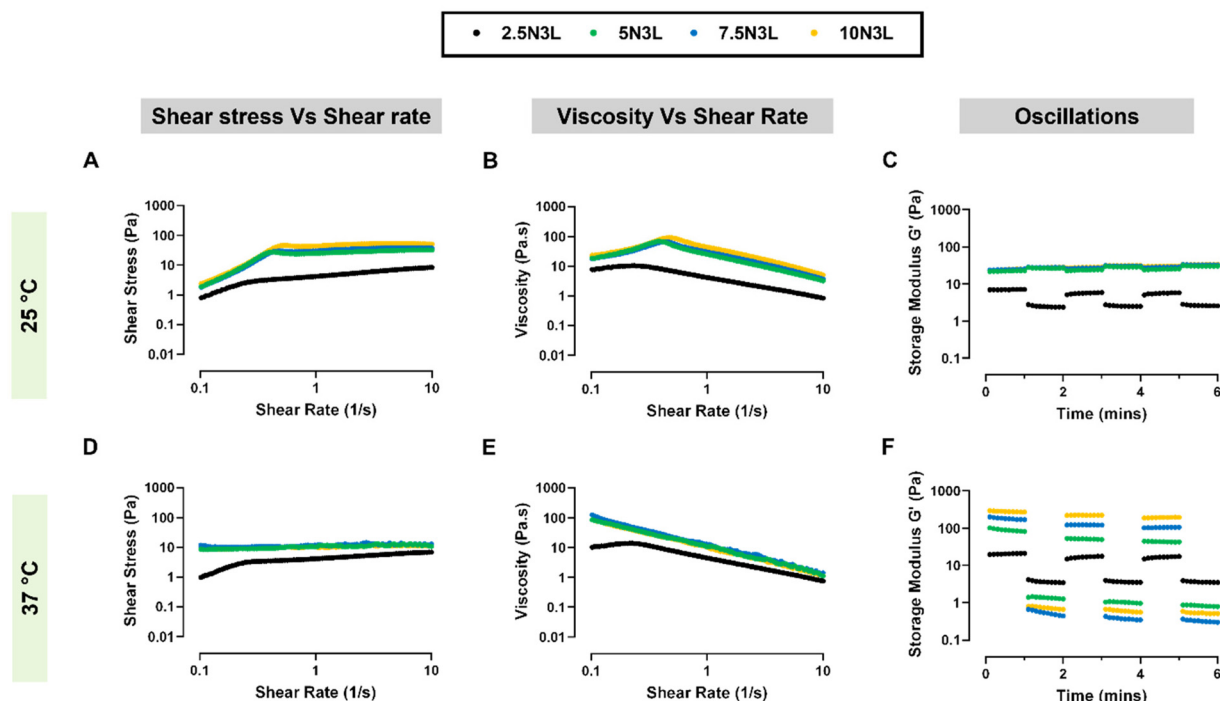 2.5N3L 5N3L 7.5N3L 10N3L
Shear stress Vs Shear rate
Viscosity Vs Shear Rate
Oscillations
25 °C
A
Shear Stress (Pa)
1000
100
10
1
0.1
0.01
0.1 1 10
Shear Rate (1/s)
B
Viscosity (Pa.s)
1000
100
10
1
0.1
0.01
0.1 1 10
Shear Rate (1/s)
C
Storage Modulus G' (Pa)
1000
100
10
1
0.1
0 2 4 6
Time (mins)
37 °C
D
Shear Stress (Pa)
1000
100
10
1
0.1
0.01
0.1 1 10
Shear Rate (1/s)
E
Viscosity (Pa.s)
1000
100
10
1
0.1
0.01
0.1 1 10
Shear Rate (1/s)
F
Storage Modulus G' (Pa)
1000
100
10
1
0.1
0 2 4 6
Time (mins)